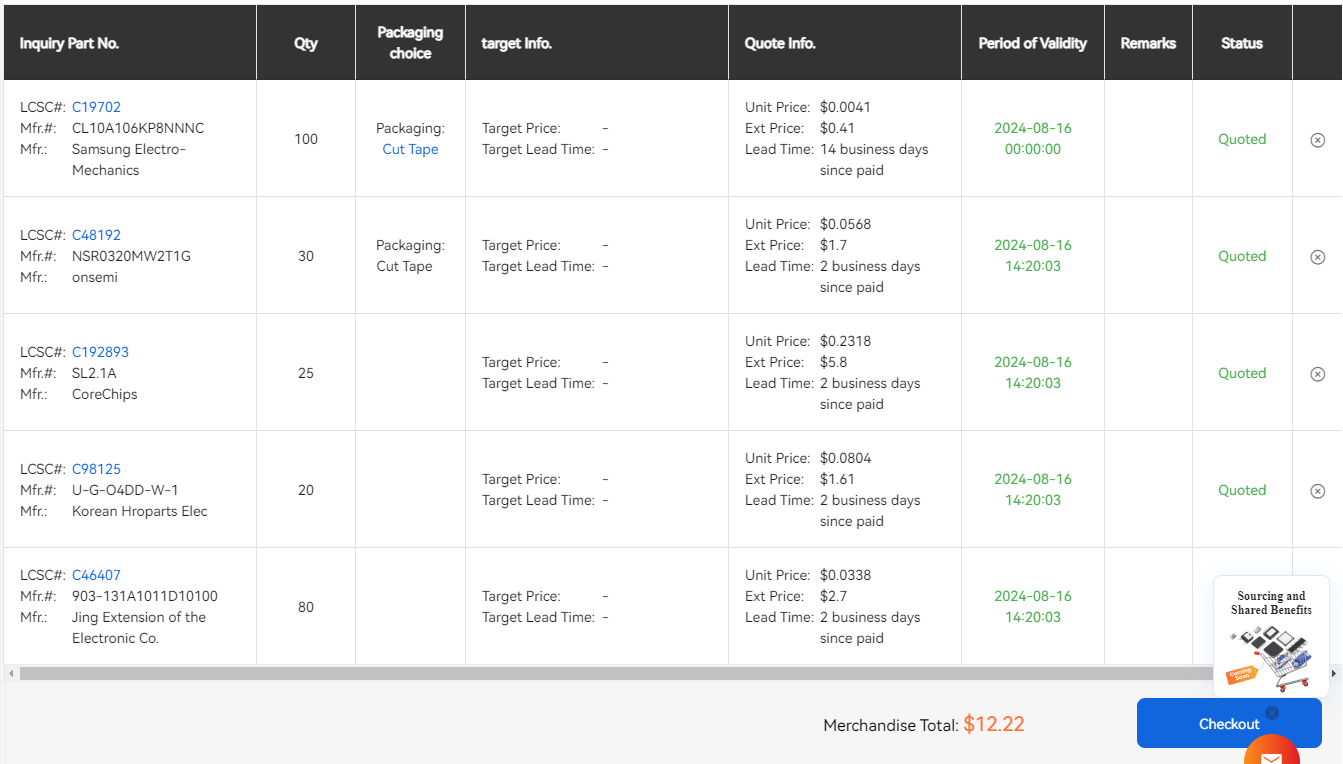 Inquiry Part No.
Qty
Packaging
choice
target Info.
Quote Info.
Period of Validity
Remarks
Status
LCSC#: C19702
Mfr.#: CL10A106KP8NNNC
Mfr.: Samsung Electro-
Mechanics
100
Packaging:
Cut Tape
Target Price: -
Target Lead Time: -
Unit Price: $0.0041
Ext Price: $0.41
Lead Time: 14 business days
since paid
2024-08-16
00:00:00
Quoted
LCSC#: C48192
Mfr.#: NSR0320MW2T1G
Mfr.: onsemi
30
Packaging:
Cut Tape
Target Price: -
Target Lead Time: -
Unit Price: $0.0568
Ext Price: $1.7
Lead Time: 2 business days
since paid
2024-08-16
14:20:03
Quoted
LCSC#: C192893
Mfr.#: SL2.1A
Mfr.: CoreChips
25
Target Price: -
Target Lead Time: -
Unit Price: $0.2318
Ext Price: $5.8
Lead Time: 2 business days
since paid
2024-08-16
14:20:03
Quoted
LCSC#: C98125
Mfr.#: U-G-O4DD-W-1
Mfr.: Korean Hroparts Elec
20
Target Price: -
Target Lead Time: -
Unit Price: $0.0804
Ext Price: $1.61
Lead Time: 2 business days
since paid
2024-08-16
14:20:03
Quoted
LCSC#: C46407
Mfr.#: 903-131A1011D10100
Mfr.: Jing Extension of the
Electronic Co.
80
Target Price: -
Target Lead Time: -
Unit Price: $0.0338
Ext Price: $2.7
Lead Time: 2 business days
since paid
2024-08-16
14:20:03
Sourcing and
Shared Benefits
Coming
Soon
Merchandise Total: $12.22
Checkout